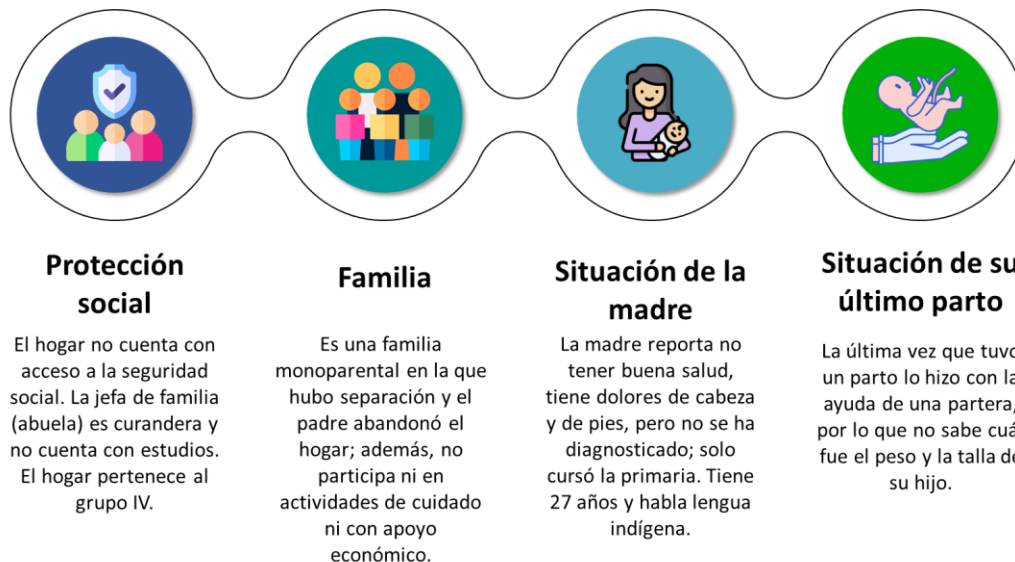 Protección
social
El hogar no cuenta con
acceso a la seguridad
social. La jefa de familia
(abuela) es curandera y
no cuenta con estudios.
El hogar pertenece al
grupo IV.
Familia
Es una familia
monoparental en la que
hubo separación y el
padre abandonó el
hogar; además, no
participa ni en
actividades de cuidado
ni con apoyo
económico.
Situación de la
madre
La madre reporta no
tener buena salud,
tiene dolores de cabeza
y de pies, pero no se ha
diagnosticado; solo
cursó la primaria. Tiene
27 años y habla lengua
indígena.
Situación de su
último parto
La última vez que tuvo
un parto lo hizo con la
ayuda de una partera,
por lo que no sabe cuá
fue el peso y la talla de
su hijo.